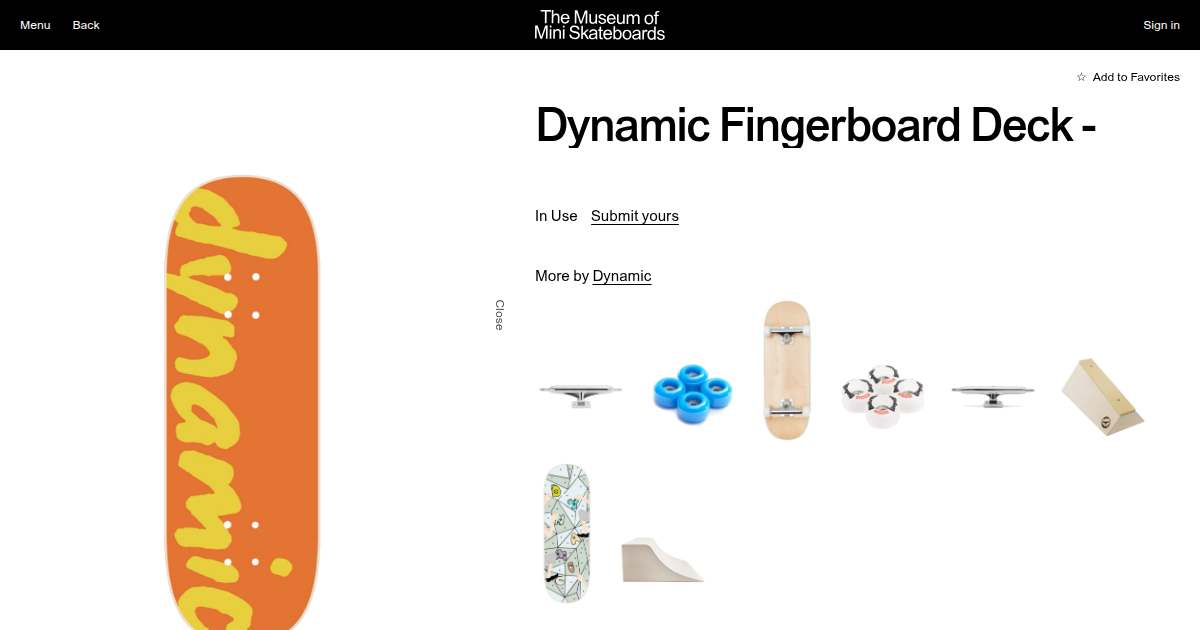 Menu
Back
The Museum of
Mini Skateboards
Sign in
☆ Add to Favorites
Dynamic Fingerboard Deck -
In Use
Submit yours
More by Dynamic
Close
dynamic